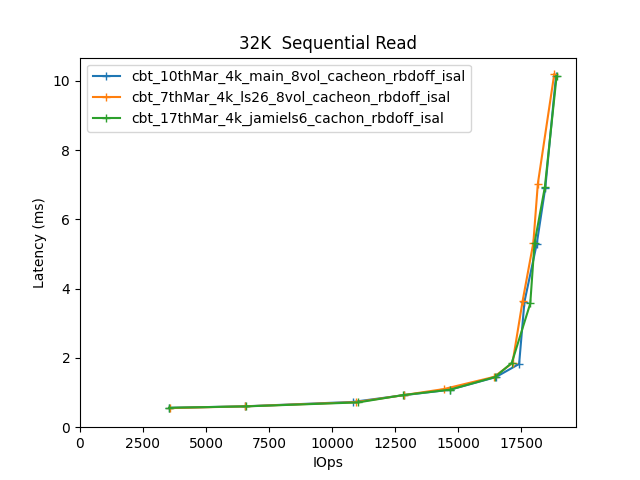 32K  Sequential Read
cbt_10thMar_4k_main_8vol_cacheon_rbdoff_isal
cbt_7thMar_4k_ls26_8vol_cacheon_rbdoff_isal
cbt_17thMar_4k_jamiels6_cachon_rbdoff_isal
10
8
6
4
2
0
Latency (ms)
0 2500 5000 7500 10000 12500 15000 17500
IOps